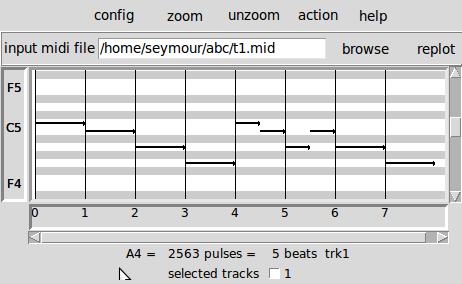 config zoom unzoom action help
input midi file /home/seymour/abc/t1.mid browse replot
F5
C5
F4
0 1 2 3 4 5 6 7
A4 = 2563 pulses = 5 beats trk1
selected tracks 1